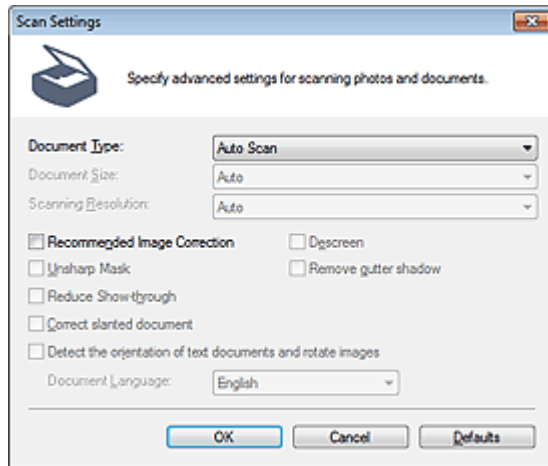 Scan Settings
Specify advanced settings for scanning photos and documents.
Document Type: Auto Scan
Document Size: Auto
Scanning Resolution: Auto
Recommended Image Correction Descreen
Unsharp Mask Remove gutter shadow
Reduce Show-through
Correct slanted document
Detect the orientation of text documents and rotate images
Document Language: English
OK Cancel Defaults